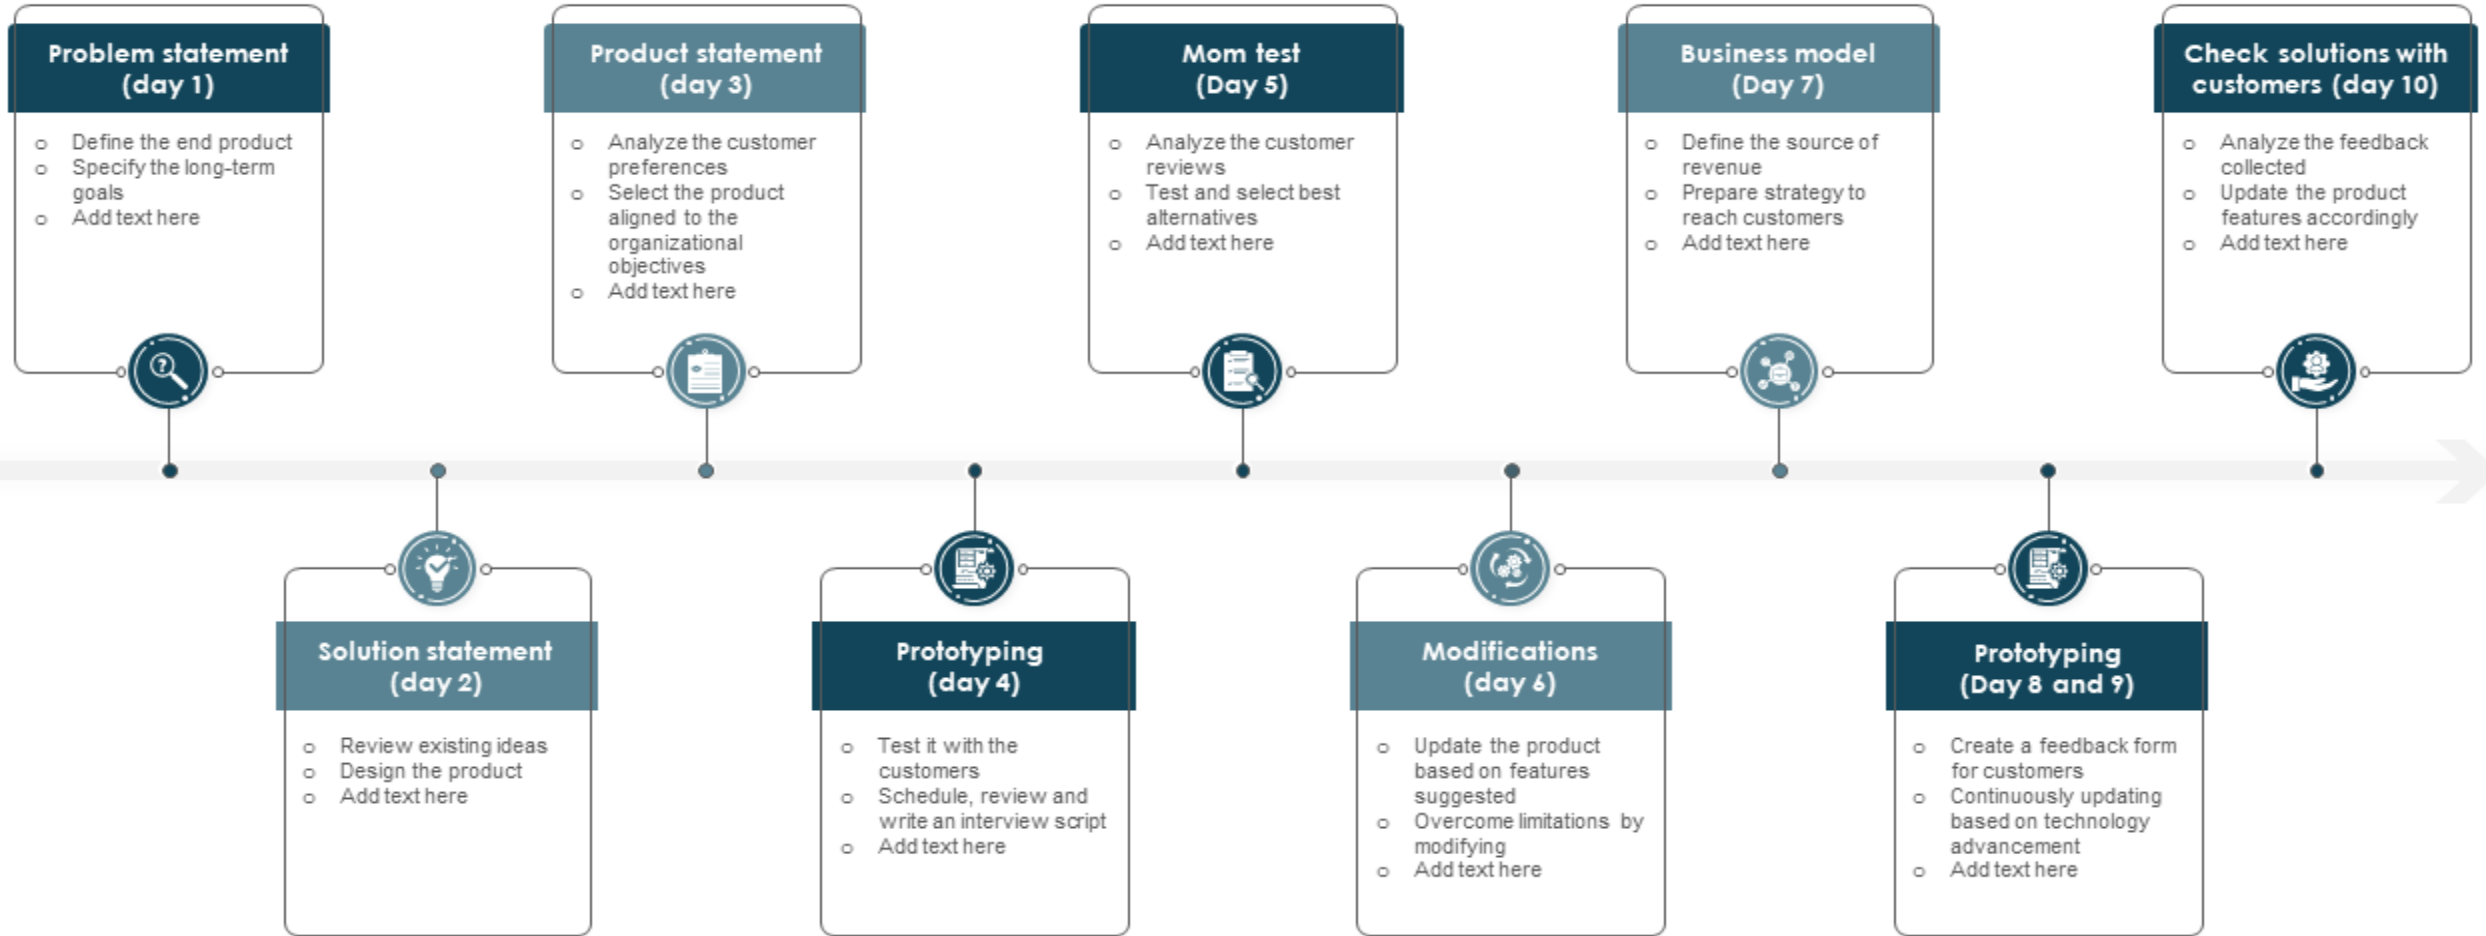 Problem statement
(day 1)
o Define the end product
o Specify the long-term
goals
o Add text here
Product statement
(day 3)
o Analyze the customer
preferences
o Select the product
aligned to the
organizational
objectives
o Add text here
Mom test
(Day 5)
o Analyze the customer
reviews
o Test and select best
alternatives
o Add text here
Business model
(Day 7)
o Define the source of
revenue
o Prepare strategy to
reach customers
o Add text here
Check solutions with
customers (day 10)
o Analyze the feedback
collected
o Update the product
features accordingly
o Add text here
?
Solution statement
(day 2)
o Review existing ideas
o Design the product
o Add text here
Prototyping
(day 4)
o Test it with the
customers
o Schedule, review and
write an interview script
o Add text here
Modifications
(day 6)
o Update the product
based on features
suggested
o Overcome limitations by
modifying
o Add text here
Prototyping
(Day 8 and 9)
o Create a feedback form
for customers
o Continuously updating
based on technology
advancement
o Add text here